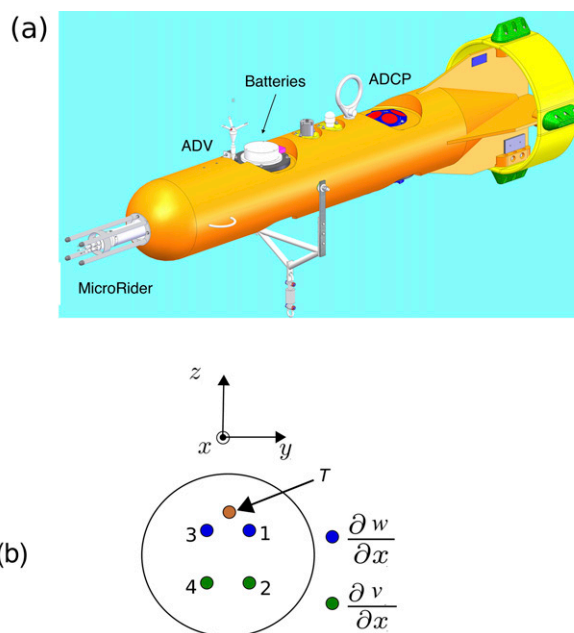 (a)
Batteries
ADCP
ADV
MicroRider
z
x
y
T
3 1
∂ w
∂ x
(b)
4 2
∂ v
∂ x